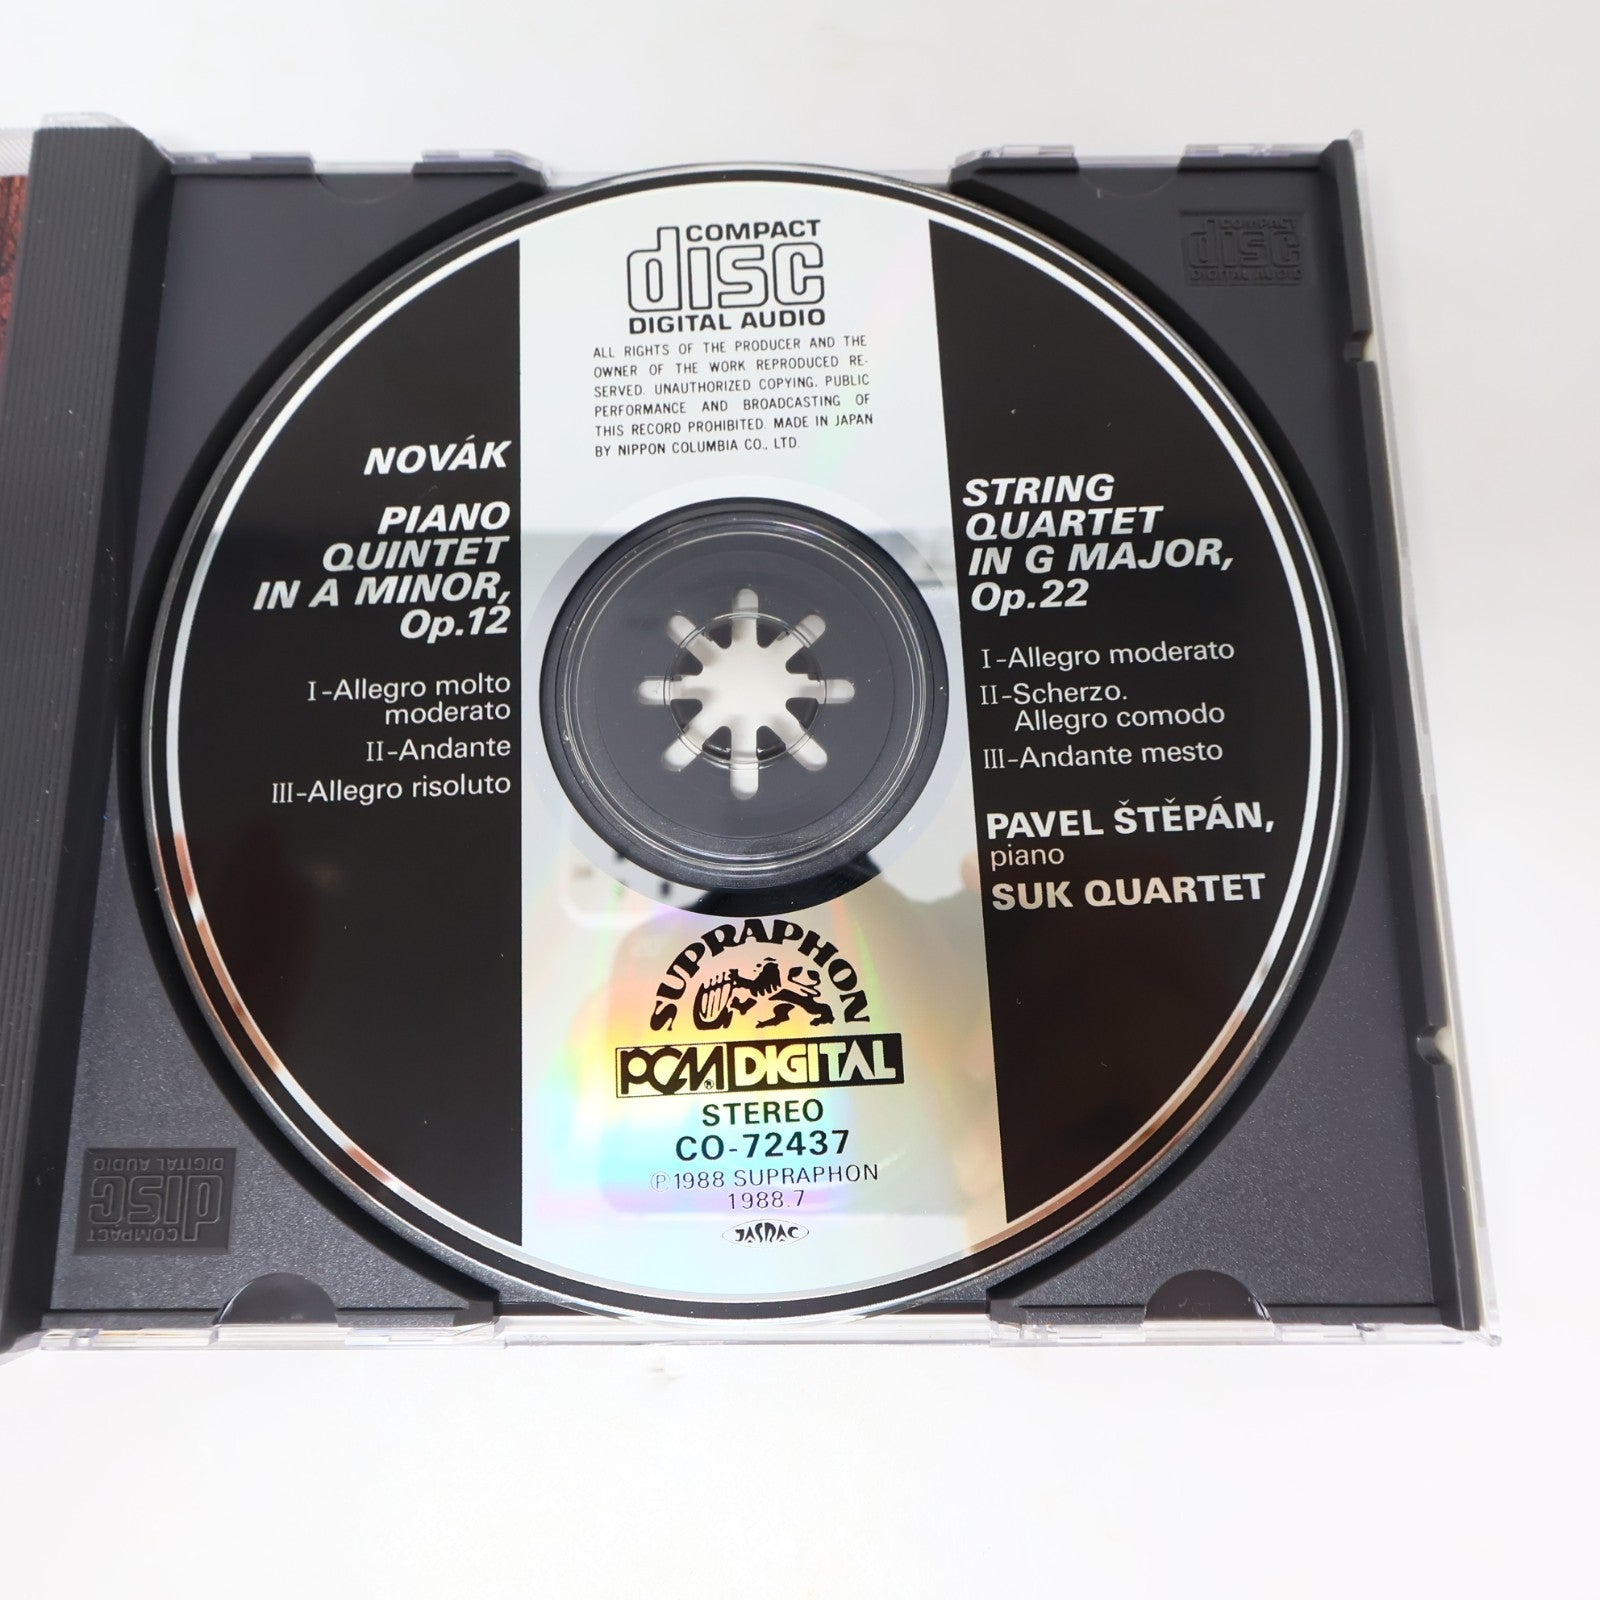 COMPACT
disc
DIGITAL AUDIO
ALL RIGHTS OF THE PRODUCER AND THE
OWNER OF THE WORK REPRODUCED RE-
SERVED. UNAUTHORIZED COPYING. PUBLIC
PERFORMANCE AND BROADCASTING OF
THIS RECORD PROHIBITED. MADE IN JAPAN
BY NIPPON COLUMBIA CO., LTD.
NOVÁK
PIANO
QUINTET
IN A MINOR,
Op.12
I-Allegro molto
moderato
II-Andante
III-Allegro risoluto
STRING
QUARTET
IN G MAJOR,
Op.22
I-Allegro moderato
II-Scherzo.
Allegro comodo
III-Andante mesto
PAVEL ŠTĚPÁN,
piano
SUK QUARTET
SUPRAPHON
PCM® DIGITAL
STEREO
CO-72437
Ⓟ1988 SUPRAPHON
1988.7
JASRAC
COMPACT
disc
DIGITAL AUDIO
COMPACT
disc
DIGITAL AUDIO